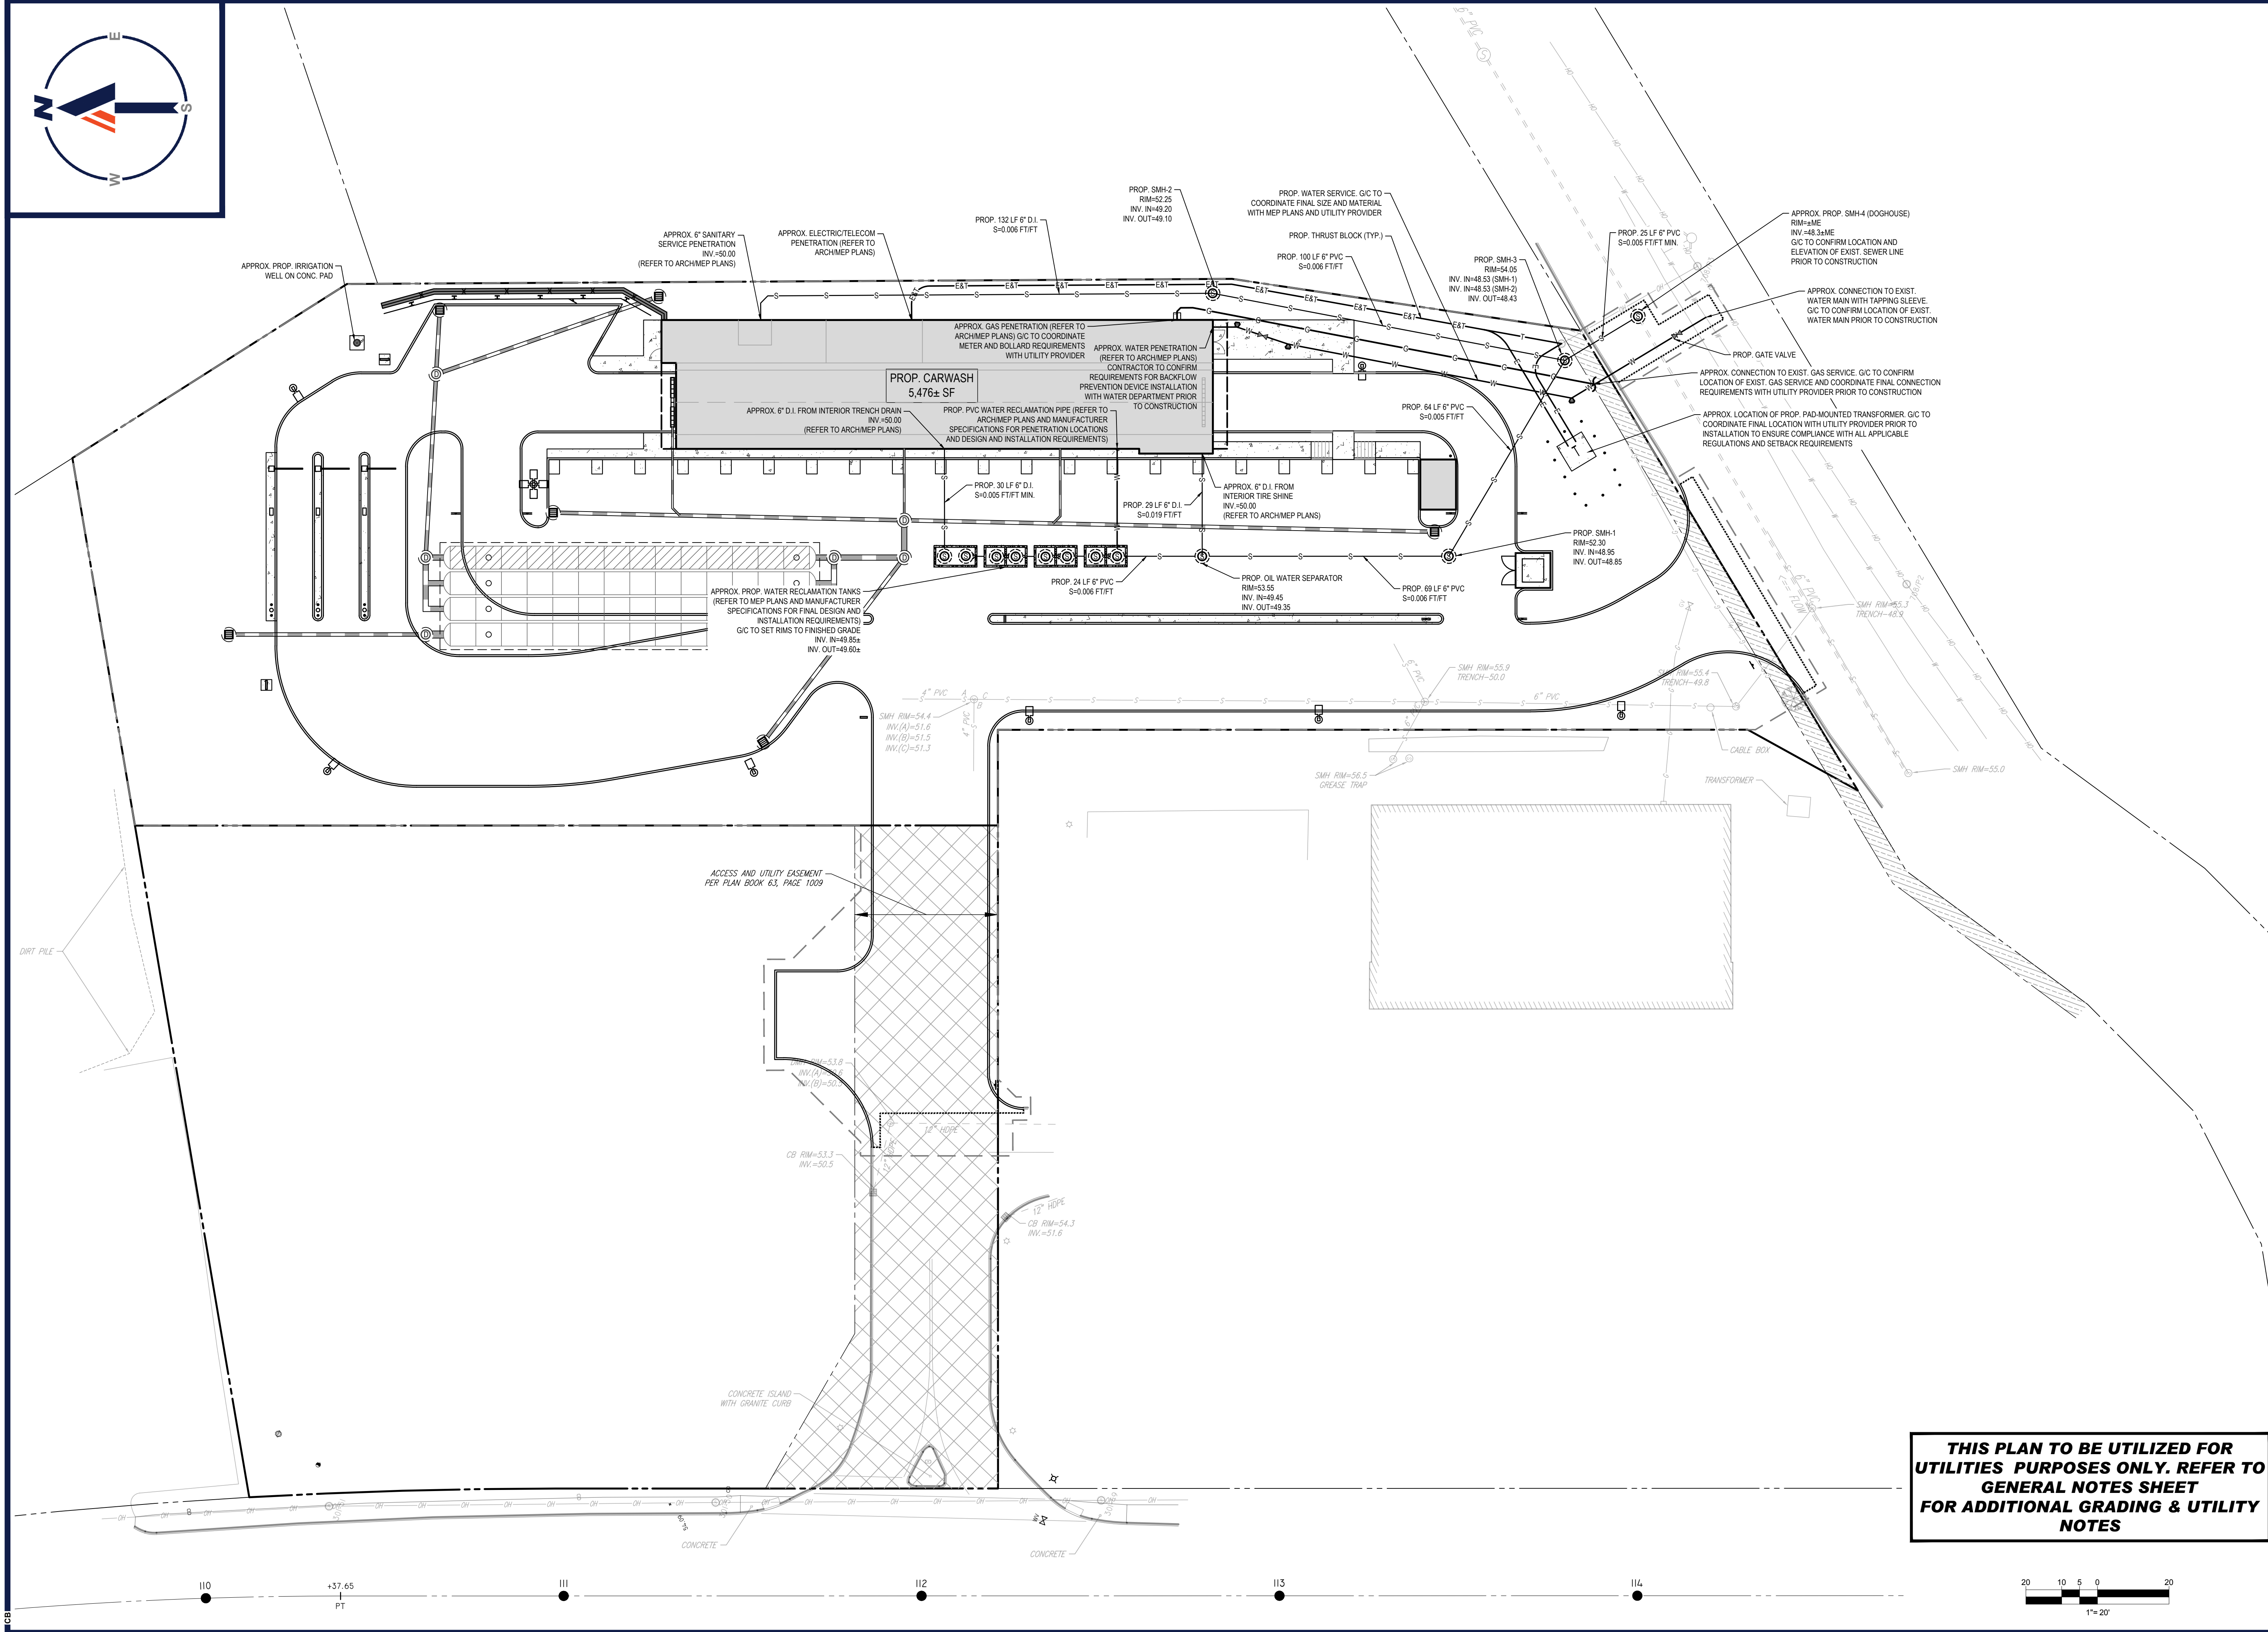 E
N
S
W
6" PVC
PROP. SMH-2
RIM=52.25
INV. IN=49.20
INV. OUT=49.10
PROP. WATER SERVICE. G/C TO
COORDINATE FINAL SIZE AND MATERIAL
WITH MEP PLANS AND UTILITY PROVIDER
PROP. 132 LF 6" D.I.
S=0.006 FT/FT
APPROX. PROP. SMH-4 (DOGHOUSE)
RIM=±ME
INV.=48.3±ME
G/C TO CONFIRM LOCATION AND
ELEVATION OF EXIST. SEWER LINE
PRIOR TO CONSTRUCTION
APPROX. 6" SANITARY
SERVICE PENETRATION
INV.=50.00
(REFER TO ARCH/MEP PLANS)
APPROX. ELECTRIC/TELECOM
PENETRATION (REFER TO
ARCH/MEP PLANS)
PROP. THRUST BLOCK (TYP.)
PROP. 25 LF 6" PVC
S=0.005 FT/FT MIN.
APPROX. PROP. IRRIGATION
WELL ON CONC. PAD
PROP. 100 LF 6" PVC
S=0.006 FT/FT
PROP. SMH-3
RIM=54.05
INV. IN=48.53 (SMH-1)
INV. IN=48.53 (SMH-2)
INV. OUT=48.43
APPROX. CONNECTION TO EXIST.
WATER MAIN WITH TAPPING SLEEVE.
G/C TO CONFIRM LOCATION OF EXIST.
WATER MAIN PRIOR TO CONSTRUCTION
APPROX. GAS PENETRATION (REFER TO
ARCH/MEP PLANS) G/C TO COORDINATE
METER AND BOLLARD REQUIREMENTS
WITH UTILITY PROVIDER
APPROX. WATER PENETRATION
(REFER TO ARCH/MEP PLANS)
CONTRACTOR TO CONFIRM
REQUIREMENTS FOR BACKFLOW
PREVENTION DEVICE INSTALLATION
WITH WATER DEPARTMENT PRIOR
TO CONSTRUCTION
PROP. GATE VALVE
APPROX. CONNECTION TO EXIST. GAS SERVICE. G/C TO CONFIRM
LOCATION OF EXIST. GAS SERVICE AND COORDINATE FINAL CONNECTION
REQUIREMENTS WITH UTILITY PROVIDER PRIOR TO CONSTRUCTION
PROP. CARWASH
5,476± SF
APPROX. 6" D.I. FROM INTERIOR TRENCH DRAIN
INV.=50.00
(REFER TO ARCH/MEP PLANS)
PROP. PVC WATER RECLAMATION PIPE (REFER TO
ARCH/MEP PLANS AND MANUFACTURER
SPECIFICATIONS FOR PENETRATION LOCATIONS
AND DESIGN AND INSTALLATION REQUIREMENTS)
PROP. 64 LF 6" PVC
S=0.005 FT/FT
APPROX. LOCATION OF PROP. PAD-MOUNTED TRANSFORMER. G/C TO
COORDINATE FINAL LOCATION WITH UTILITY PROVIDER PRIOR TO
INSTALLATION TO ENSURE COMPLIANCE WITH ALL APPLICABLE
REGULATIONS AND SETBACK REQUIREMENTS
PROP. 30 LF 6" D.I.
S=0.005 FT/FT MIN.
PROP. 29 LF 6" D.I.
S=0.019 FT/FT
APPROX. 6" D.I. FROM
INTERIOR TIRE SHINE
INV.=50.00
(REFER TO ARCH/MEP PLANS)
PROP. SMH-1
RIM=52.30
INV. IN=48.95
INV. OUT=48.85
PROP. 24 LF 6" PVC
S=0.006 FT/FT
PROP. OIL WATER SEPARATOR
RIM=53.55
INV. IN=49.45
INV. OUT=49.35
PROP. 69 LF 6" PVC
S=0.006 FT/FT
APPROX. PROP. WATER RECLAMATION TANKS
(REFER TO MEP PLANS AND MANUFACTURER
SPECIFICATIONS FOR FINAL DESIGN AND
INSTALLATION REQUIREMENTS)
G/C TO SET RIMS TO FINISHED GRADE
INV. IN=49.85±
INV. OUT=49.60±
6" PVC
<= FLOW
SMH RIM=55.3
TRENCH-48.9
SMH RIM=55.9
TRENCH-50.0
SMH RIM=55.4
TRENCH-49.8
6" PVC
4" PVC
A
C
B
4" PVC
6" PVC
6" PVC
SMH RIM=54.4
INV.(A)=51.6
INV.(B)=51.5
INV.(C)=51.3
CABLE BOX
SMH RIM=56.5
GREASE TRAP
TRANSFORMER
SMH RIM=55.0
ACCESS AND UTILITY EASEMENT
PER PLAN BOOK 63, PAGE 1009
DIRT PILE
INV.(A)=50.6
12" HDPE
12" HDPE
CB RIM=53.3
INV.=50.5
12" HDPE
CB RIM=54.3
INV.=51.6
CONCRETE ISLAND
WITH GRANITE CURB
CONCRETE
CONCRETE
THIS PLAN TO BE UTILIZED FOR
UTILITIES PURPOSES ONLY. REFER TO
GENERAL NOTES SHEET
FOR ADDITIONAL GRADING & UTILITY
NOTES
110
+37.65
PT
111
112
113
114
20 10 5 0 20
1"= 20'